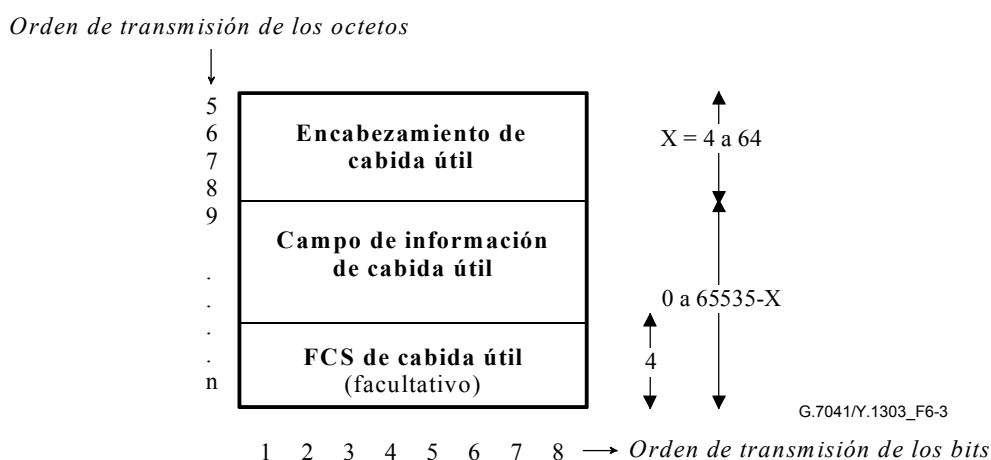 Orden de transmisión de los octetos
5
6
7
8
9
.
.
.
.
n
Encabezamiento de
cabida útil
X = 4 a 64
Campo de información
de cabida útil
0 a 65535-X
FCS de cabida útil
(facultativo)
4
G.7041/Y.1303_F6-3
1 2 3 4 5 6 7 8 Orden de transmisión de los bits